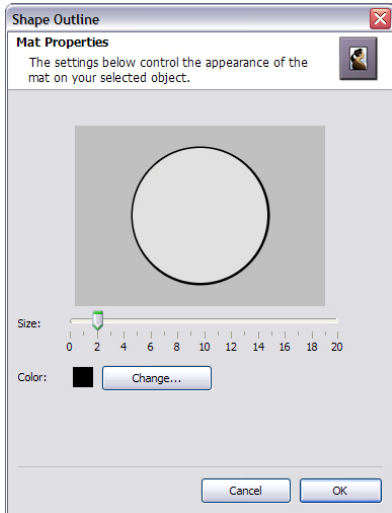 Shape Outline
Mat Properties
The settings below control the appearance of the
mat on your selected object.
Size:
0 2 4 6 8 10 12 14 16 18 20
Color:
Change...
Cancel OK